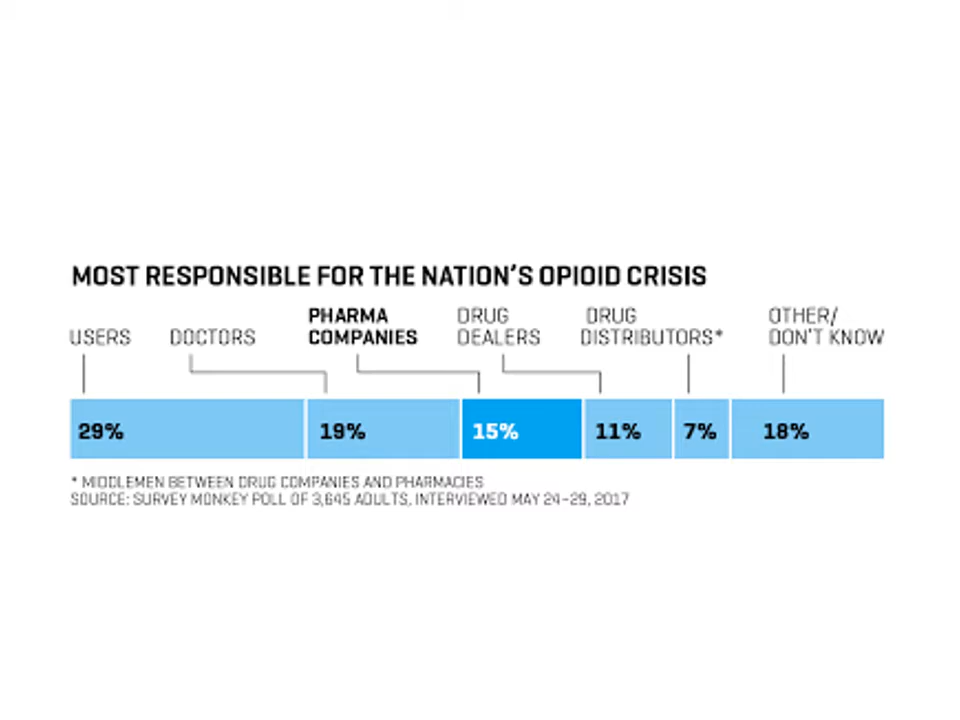 MOST RESPONSIBLE FOR THE NATION'S OPIOID CRISIS
USERS
DOCTORS
PHARMA
COMPANIES
DRUG
DEALERS
DRUG
DISTRIBUTORS*
OTHER/
DON'T KNOW
29% 19% 15% 11% 7% 18%
* MIDDLEMEN BETWEEN DRUG COMPANIES AND PHARMACIES
SOURCE: SURVEY MONKEY POLL OF 3,645 ADULTS, INTERVIEWED MAY 24–29, 2017